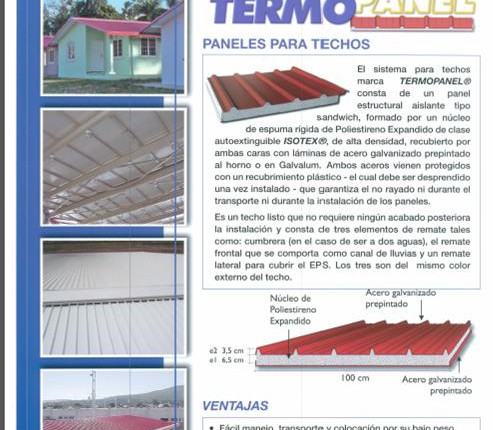 TERMOPANEL
PANELES PARA TECHOS
El sistema para techos
marca TERMOPANEL®
consta de un panel
estructural aislante tipo
sandwich, formado por un núcleo
de espuma rígida de Poliestireno Expandido de clase
autoextinguible ISOTEX®, de alta densidad, recubierto por
ambas caras con láminas de acero galvanizado prepintado
al horno o en Galvalum. Ambos aceros vienen protegidos
con un recubrimiento plástico - el cual debe ser desprendido
una vez instalado - que garantiza el no rayado ni durante el
transporte ni durante la instalación de los paneles.
Es un techo listo que no requiere ningún acabado posteriora
la instalación y consta de tres elementos de remate tales
como: cumbrera (en el caso de ser a dos aguas), el remate
frontal que se comporta como canal de lluvias y un remate
lateral para cubrir el EPS. Los tres son del mismo color
externo del techo.
Núcleo de
Poliestireno
Expandido
Acero galvanizado
prepintado
e2 3,5 cm
e1 6,5 cm
100 cm
Acero galvanizado
prepintado
VENTAJAS
• Fácil manejo, transporte y colocación por su bajo peso